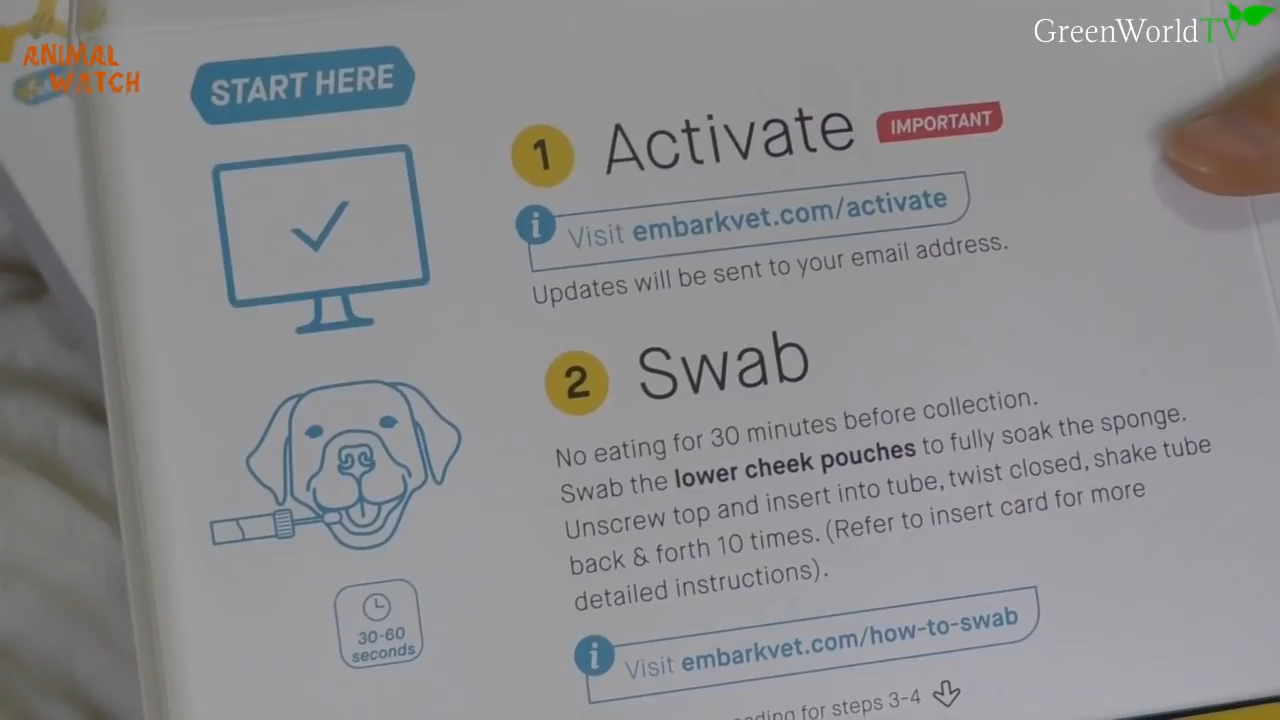 GreenWorldTV
ANIMAL
WATCH
START HERE
1 Activate IMPORTANT
i Visit embarkvet.com/activate
Updates will be sent to your email address.
2 Swab
No eating for 30 minutes before collection.
Swab the lower cheek pouches to fully soak the sponge.
Unscrew top and insert into tube, twist closed, shake tube
back & forth 10 times. (Refer to insert card for more
detailed instructions).
30-60
seconds
i Visit embarkvet.com/how-to-swab
for steps 3-4